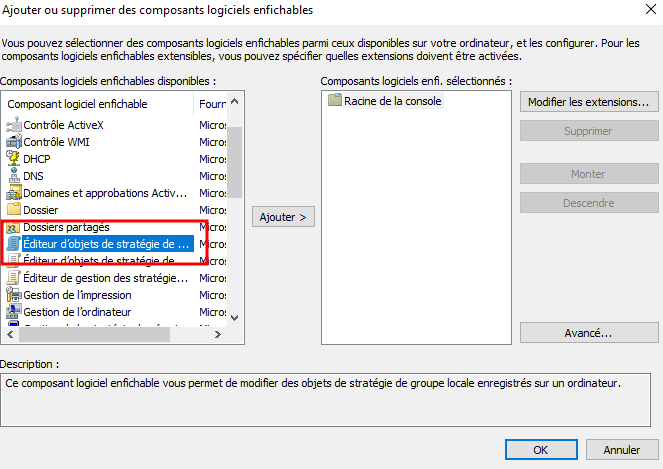 Ajouter ou supprimer des composants logiciels enfichables
Vous pouvez sélectionner des composants logiciels enfichables parmi ceux disponibles sur votre ordinateur, et les configurer. Pour les
composants logiciels enfichables extensibles, vous pouvez spécifier quelles extensions doivent être activées.
Composants logiciels enfichables disponibles :
Composant logiciel enfichable Fourn
Contrôle ActiveX Micros
Contrôle WMI Micros
DHCP Micros
DNS Micros
Domaines et approbations Activ... Micros
Dossier Micros
Dossiers partagés Micros
Éditeur d'objets de stratégie de ... Micros
Éditeur d'objets de stratégie de Micros
Éditeur de gestion des stratégie... Micros
Gestion de l'impression Micros
Gestion de l'ordinateur Micros
Ajouter >
Composants logiciels enfi. sélectionnés :
Racine de la console
Modifier les extensions...
Supprimer
Monter
Descendre
Avancé...
Description :
Ce composant logiciel enfichable vous permet de modifier des objets de stratégie de groupe locale enregistrés sur un ordinateur.
OK
Annuler